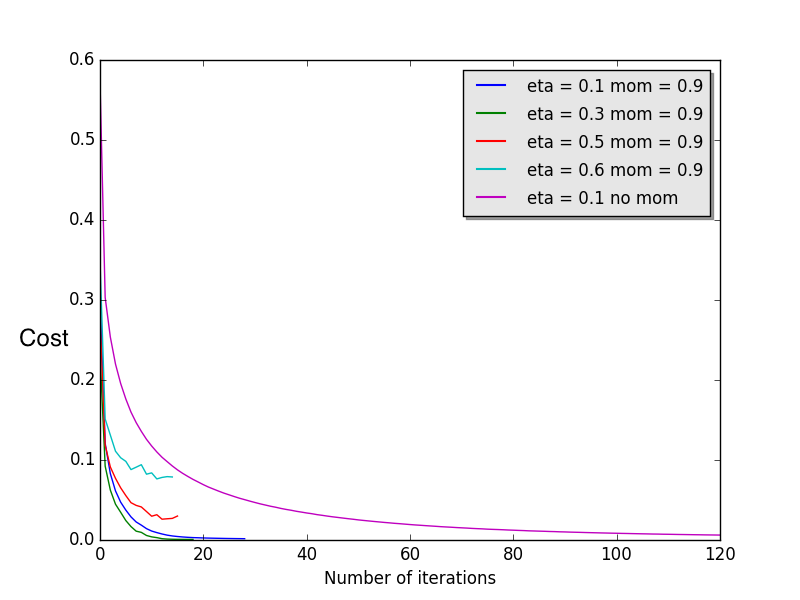 0.6
0.5
0.4
0.3
0.2
0.1
0.0
Cost
0 20 40 60 80 100 120
Number of iterations
eta = 0.1 mom = 0.9
eta = 0.3 mom = 0.9
eta = 0.5 mom = 0.9
eta = 0.6 mom = 0.9
eta = 0.1 no mom